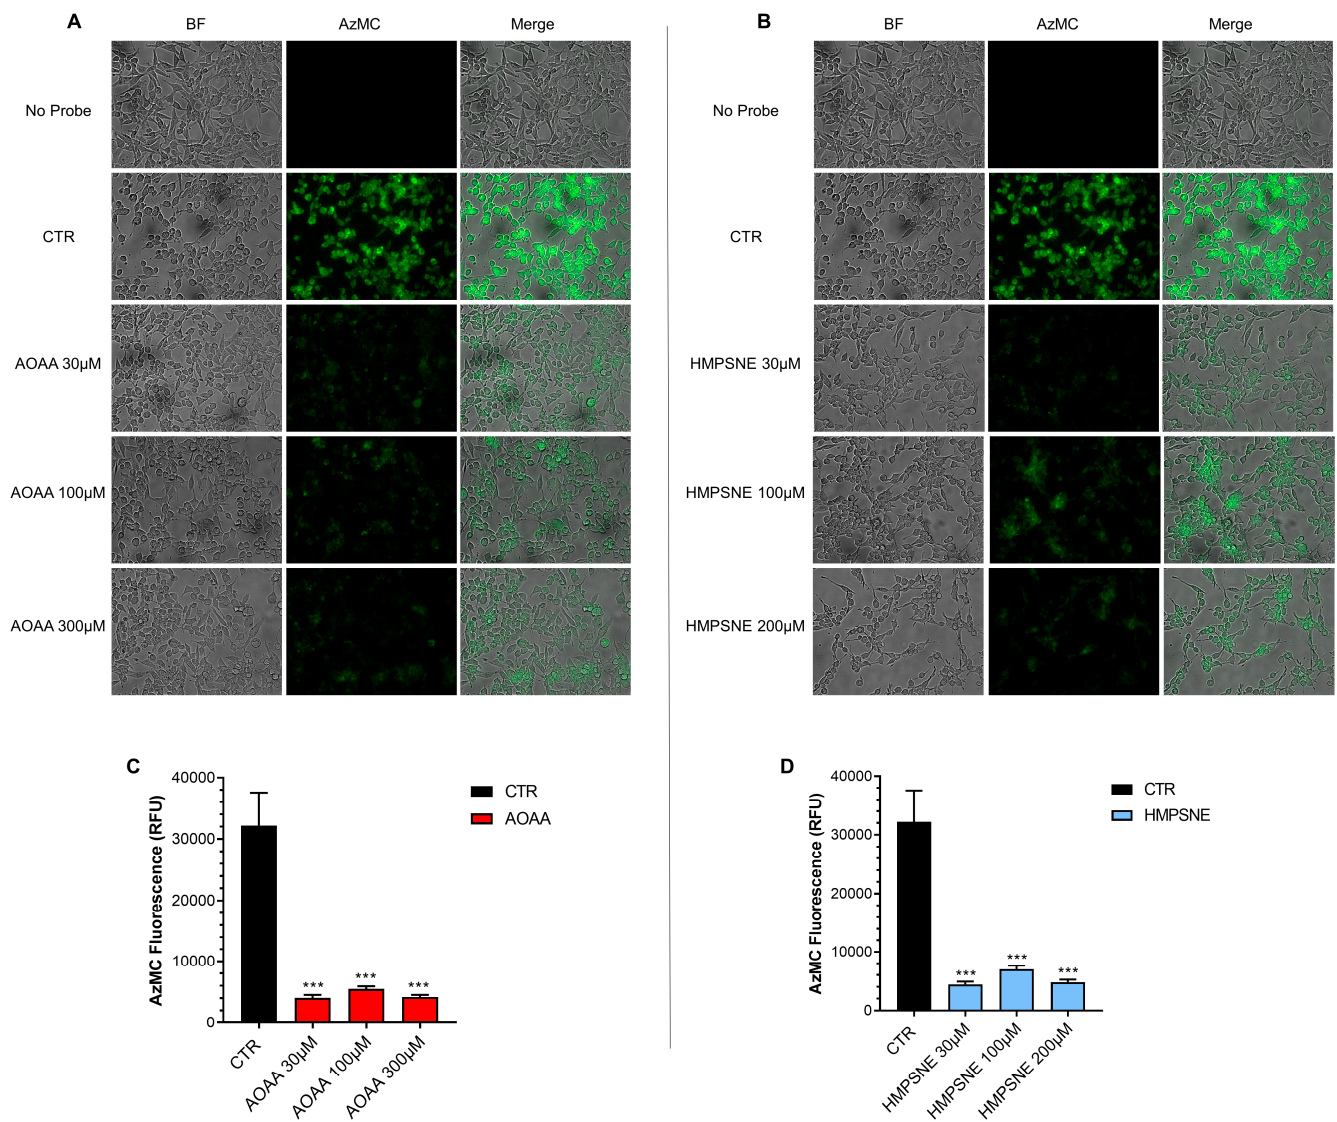 A
BF AzMC Merge
No Probe
CTR
AOAA 30µM
AOAA 100µM
AOAA 300µM
B
BF AzMC Merge
No Probe
CTR
HMPSNE 30µM
HMPSNE 100µM
HMPSNE 200µM
C
AzMC Fluorescence (RFU)
40000
30000
20000
10000
0
***
***
***
CTR
AOAA 30µM
AOAA 100µM
AOAA 300µM
CTR
AOAA
D
AzMC Fluorescence (RFU)
40000
30000
20000
10000
0
***
***
***
CTR
HMPSNE 30µM
HMPSNE 100µM
HMPSNE 200µM
CTR
HMPSNE